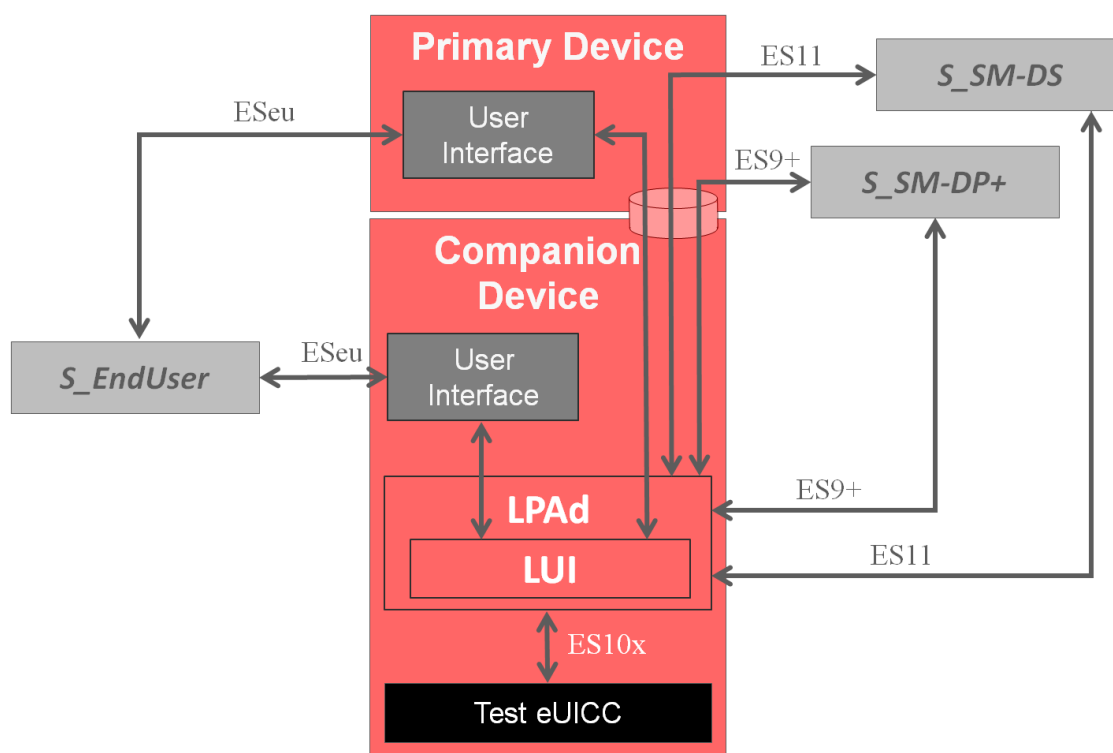 Primary Device
ES11
S_SM-DS
ESeu
User
Interface
ES9+
S_SM-DP+
Companion
Device
S_EndUser
ESeu
User
Interface
LPAd
ES9+
LUI
ES11
ES10x
Test eUICC